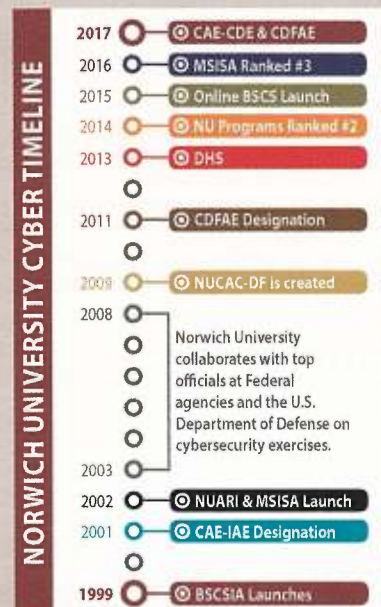 NORWICH UNIVERSITY CYBER TIMELINE
2017 CAE-CDE & CDFAE
2016 MSISA Ranked #3
2015 Online BSCS Launch
2014 NU Programs Ranked #2
2013 DHS
2011 CDFAE Designation
2009 NUCAC-DF is created
2008
Norwich University
collaborates with top
officials at Federal
agencies and the U.S.
Department of Defense on
cybersecurity exercises.
2003
2002 NUARI & MSISA Launch
2001 CAE-IAE Designation
1999 BSCSIA Launches